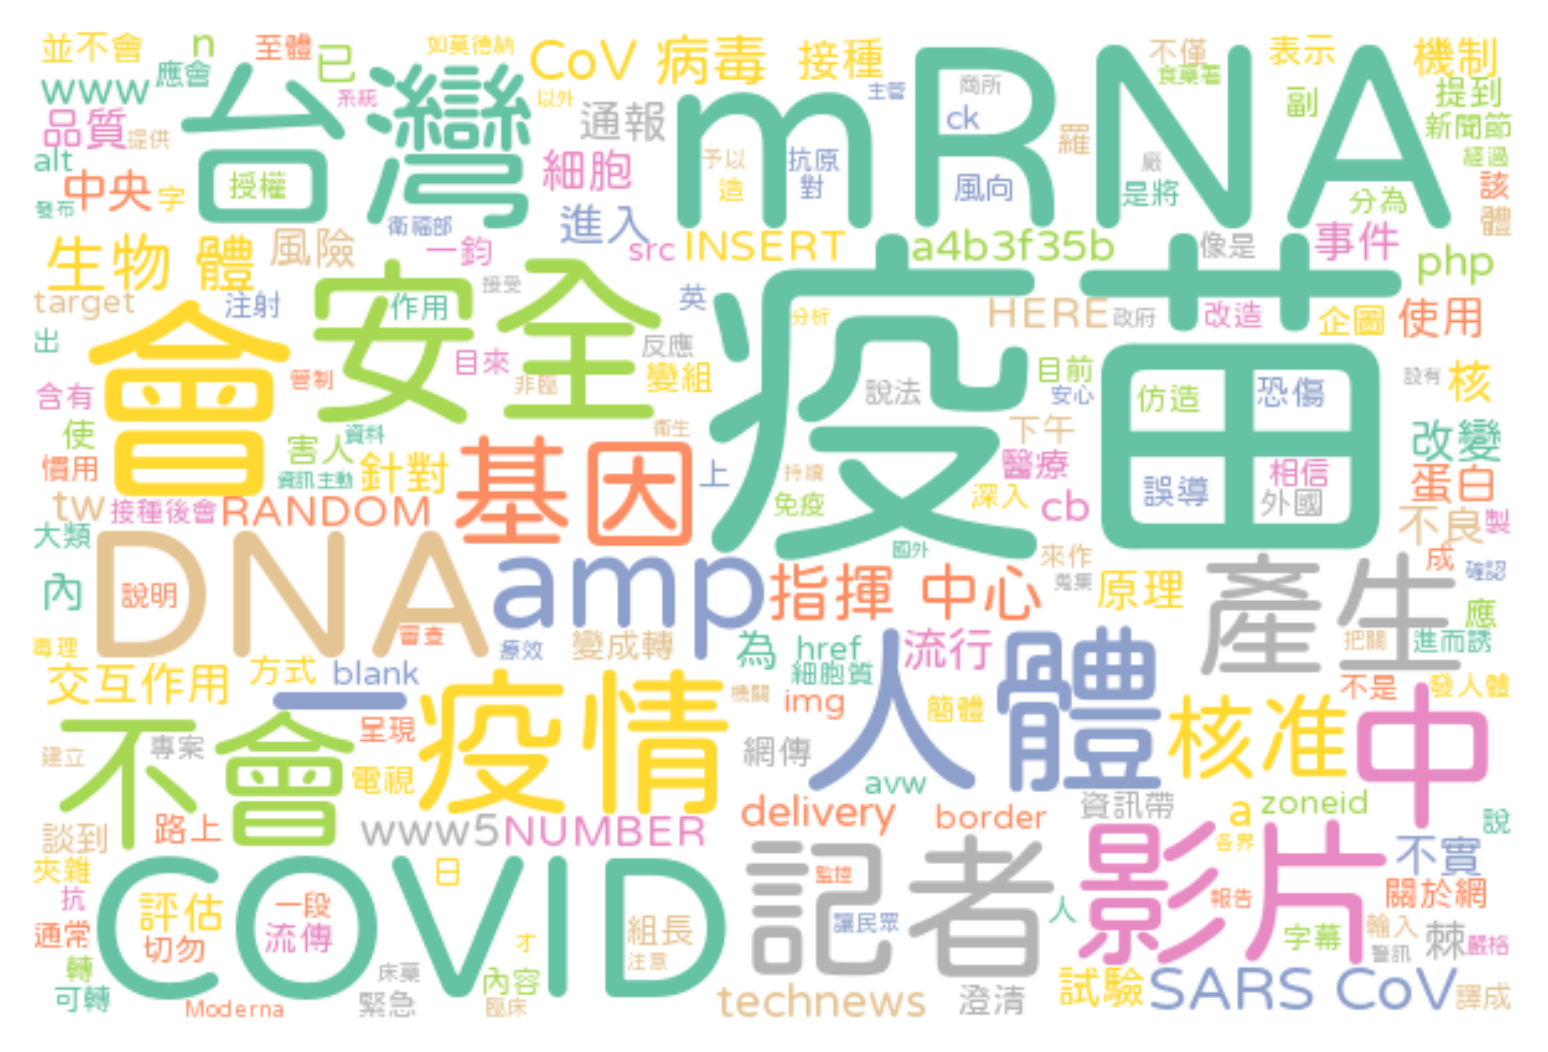 並不會 n 至體 已 如莫德納 CoV 病毒 接種 不僅 表示 機制
www 應會 系統 以外 主管 食藥署 副 提到
台灣 mRNA
品質 提供 通報 ck 羅 新聞節
alt 中央 字 授權 細胞 予以 抗原 廠 經過
發布 衛福部 進入 造 對 風向 是將 分為 該 體
生物 體 風險 一鈞 src INSERT a4b3f35b 像是 事件 php
target 注射 作用 接受 英 分析 HERE 政府 改造 企圖 使用
出 會 安全 疫苗
管制 目來 非臨 反應 變組 說法 目前 安心 仿造 恐傷 核
含有 使 害人 資料 衛生 下午 改變
慣用 資訊主動 針對 基因 上 持續 醫療 誤導 相信 蛋白
tw 接種後會 RANDOM 免疫 深入 cb 外國 不良 製
大類 國外 來作 成 確認
內 DNA 說明 amp 指揮 中心 蒐集 原理 產生 應
毒理 審查 療效 變成轉 為 href 流行 把關 進而誘
交互作用 方式 blank 細胞質 人體 不是 發人體
一 機關 img 簡體 核准 中
建立 不會 專案 呈現 疫情 網傳
電視 avw 資訊帶 a zoneid 說
談到 路上 www5 NUMBER delivery border 各界 不實
夾雜 COVID 日 記者 監控 影片 關於網
抗 評估 一段 人 報告 輸入
通常 切勿 流傳 組長 讓民眾 字幕 警訊 棘 嚴格
轉 床藥 才 注意
可轉 Moderna 緊急 內容 臨床 technews 澄清 試驗 SARS CoV 譯成